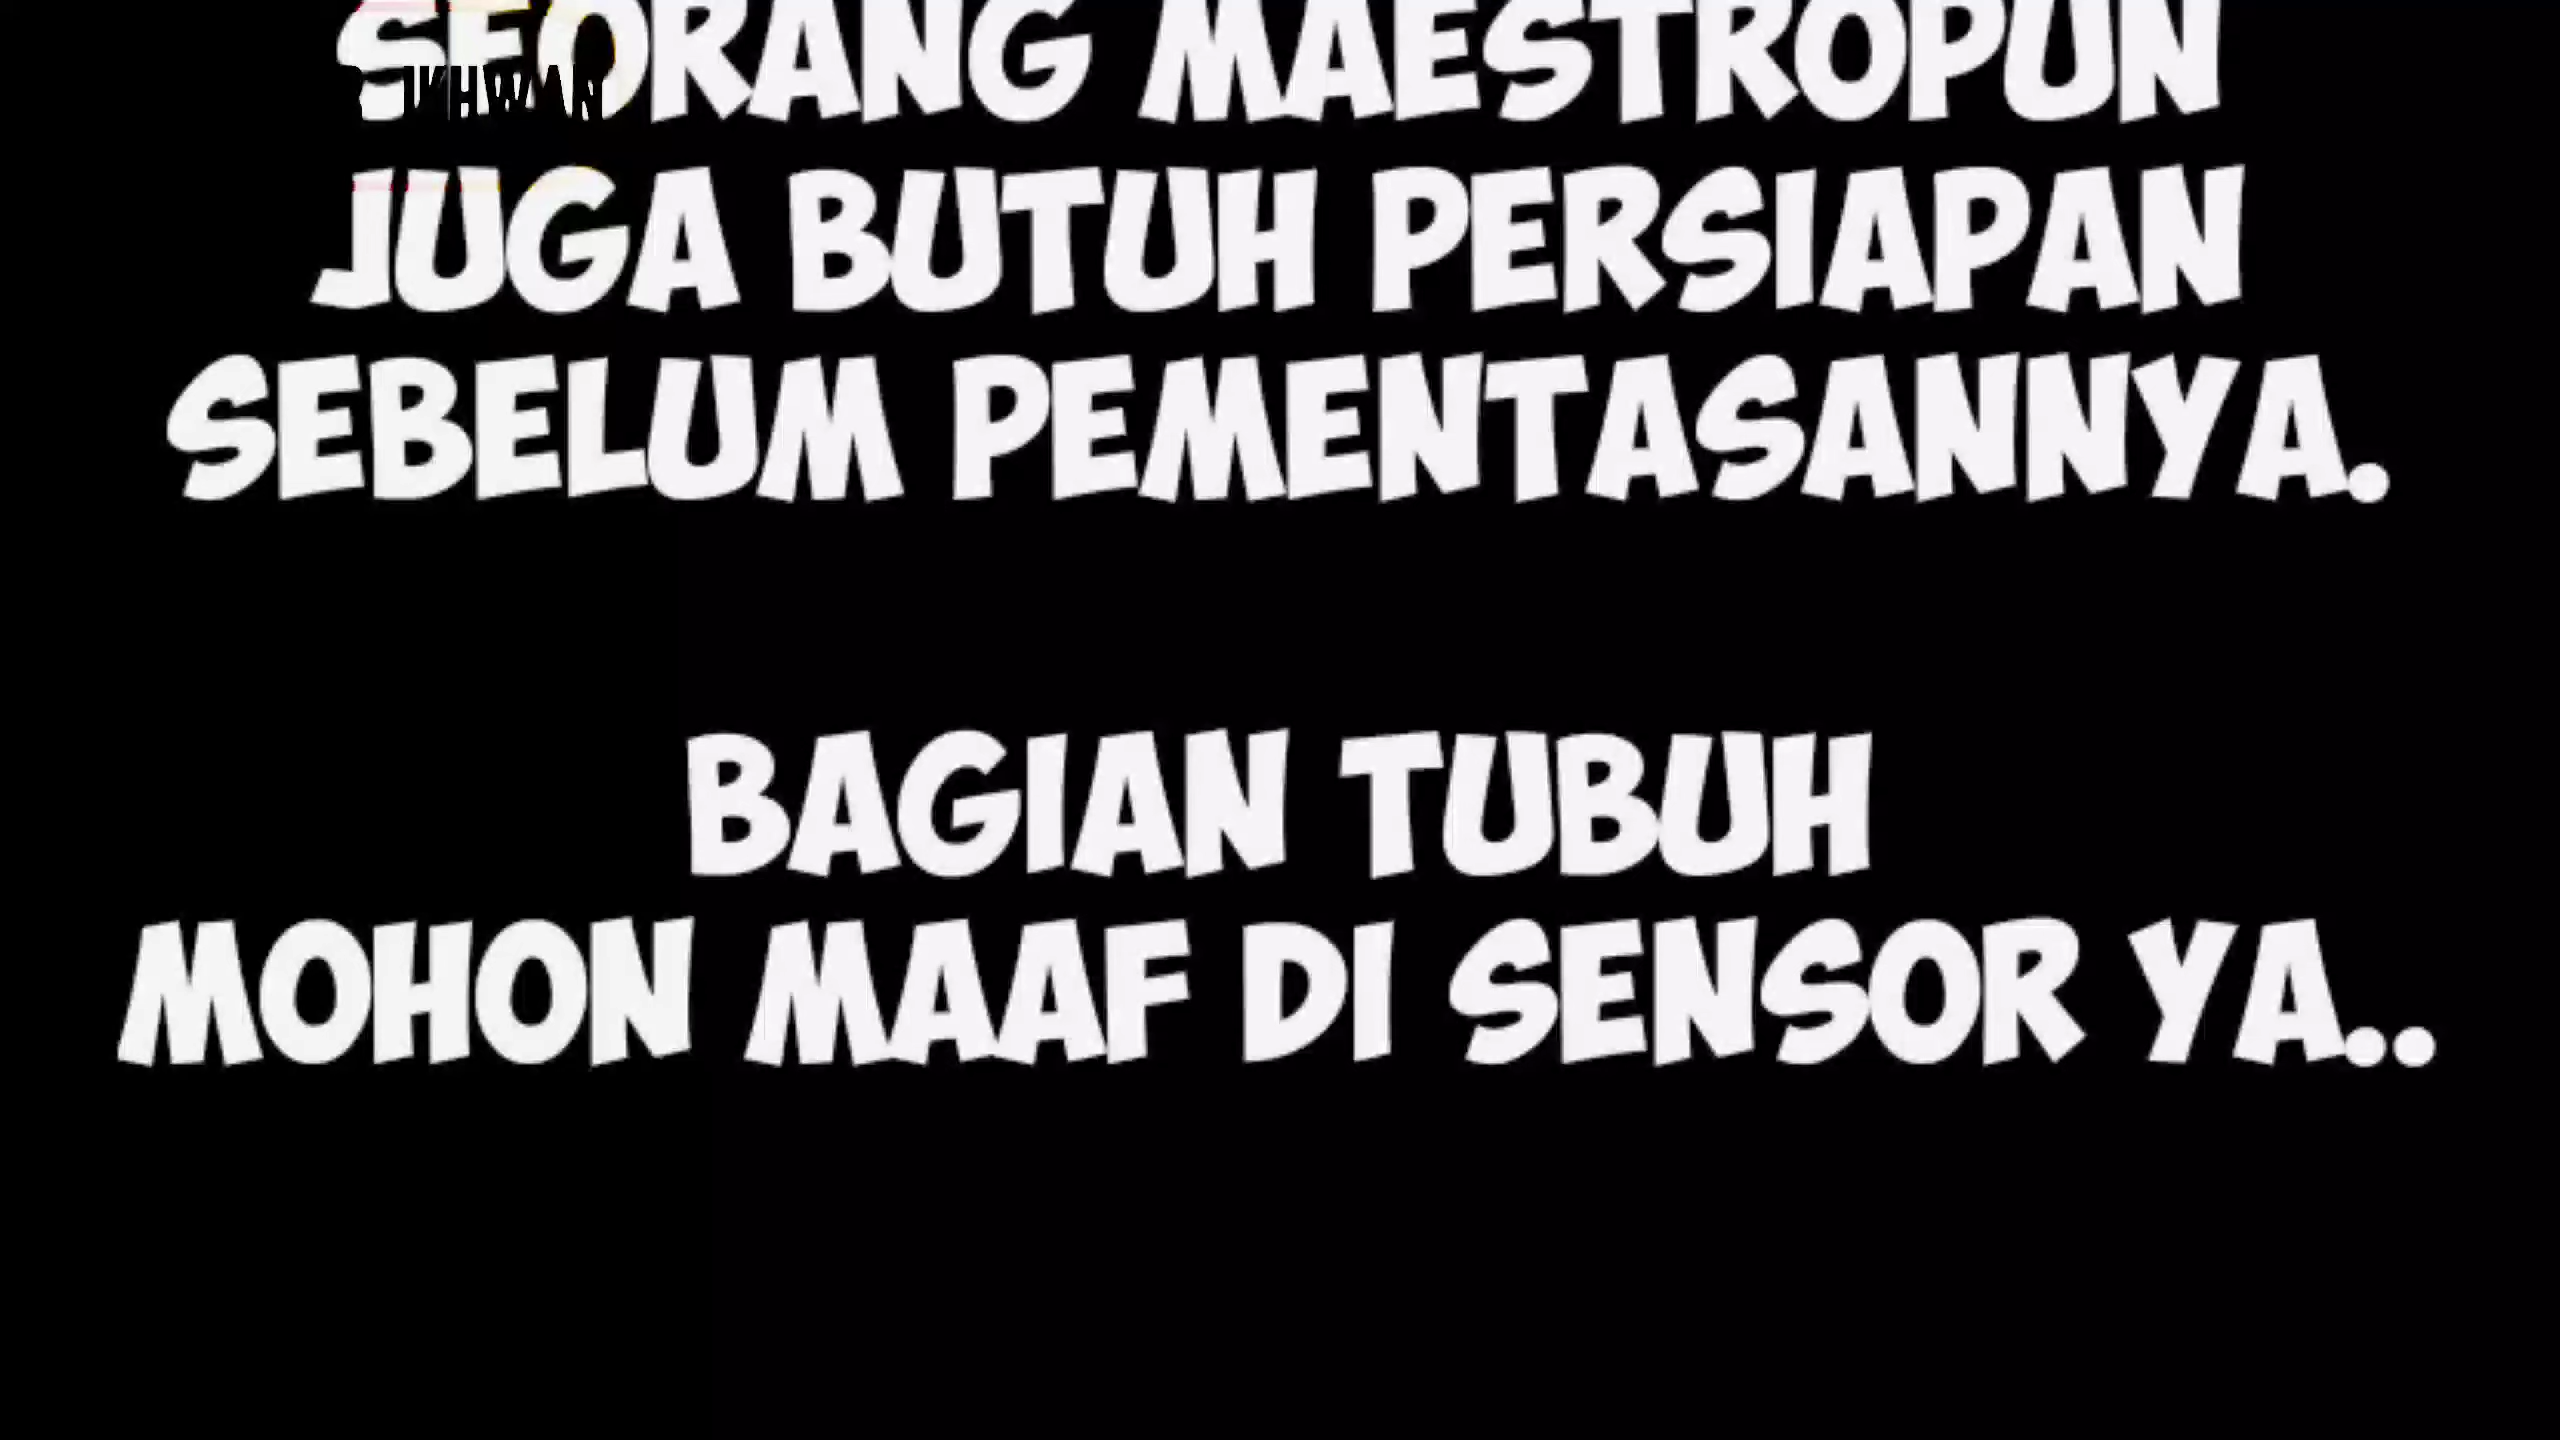 SEORANG MAESTROPUN
JUGA BUTUH PERSIAPAN
SEBELUM PEMENTASANNYA.
BAGIAN TUBUH
MOHON MAAF DI SENSOR YA..